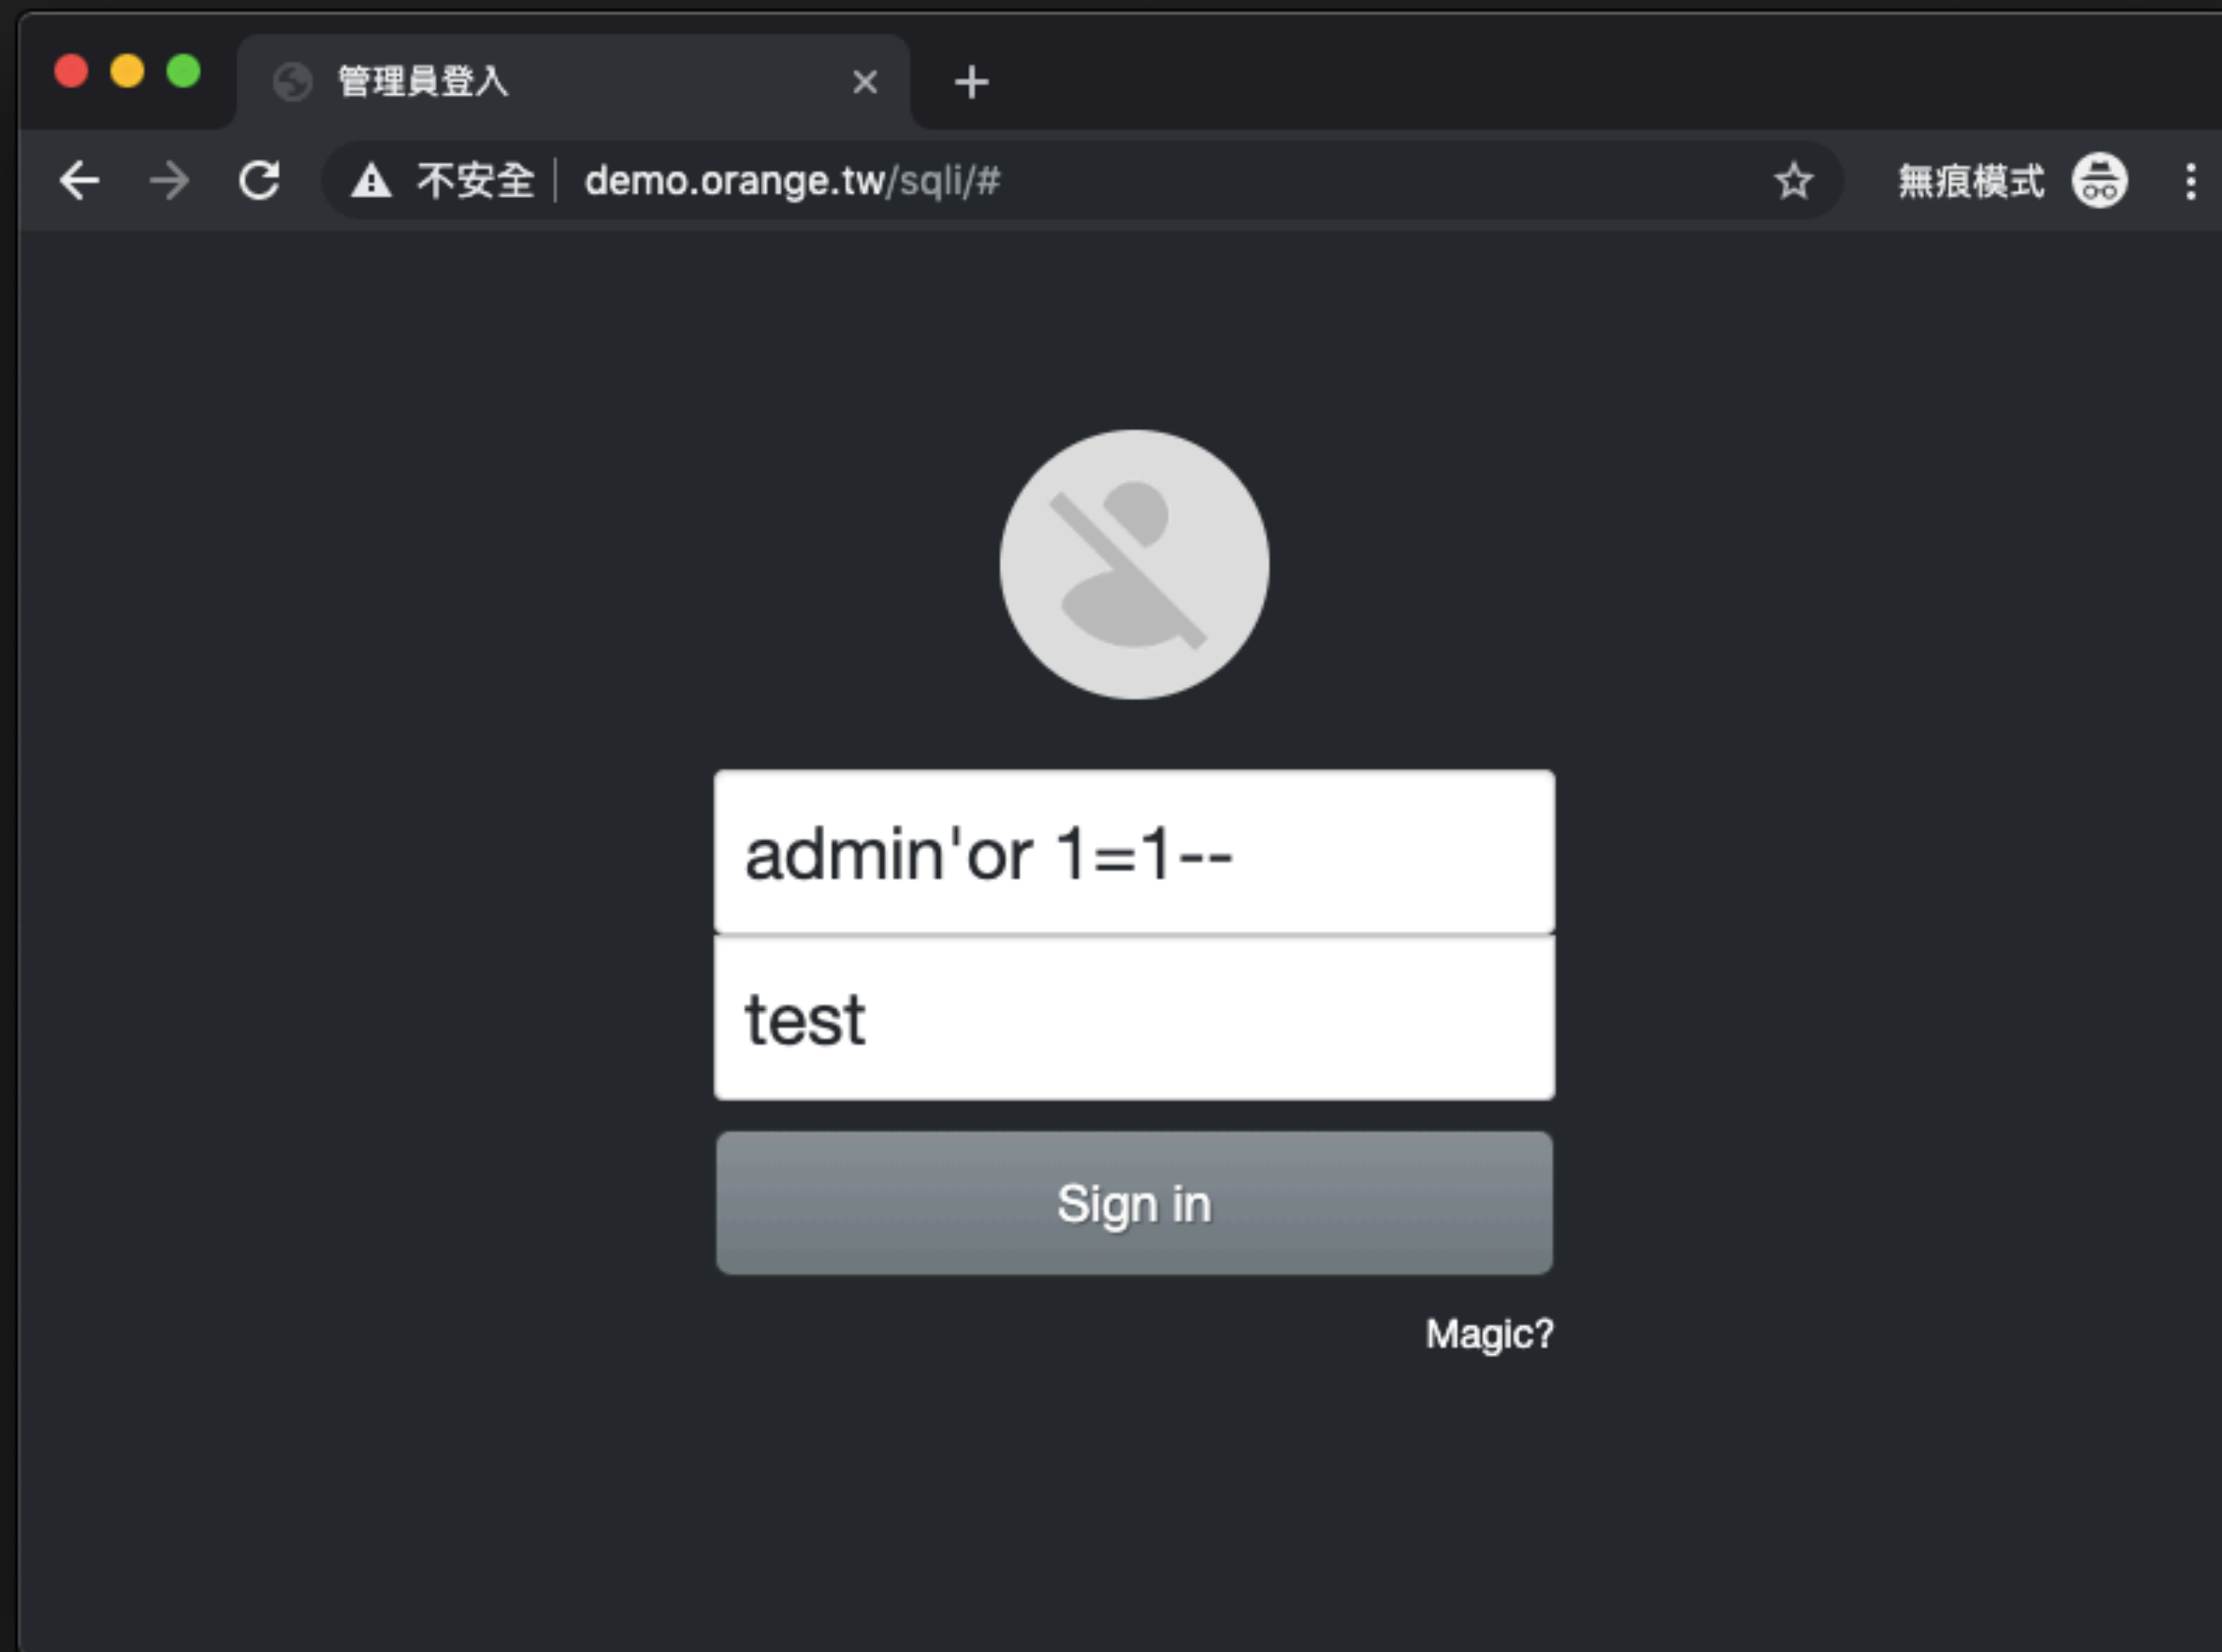 管理員登入
不安全 demo.orange.tw/sqli/# 無痕模式
admin'or 1=1--
test
Sign in
Magic?